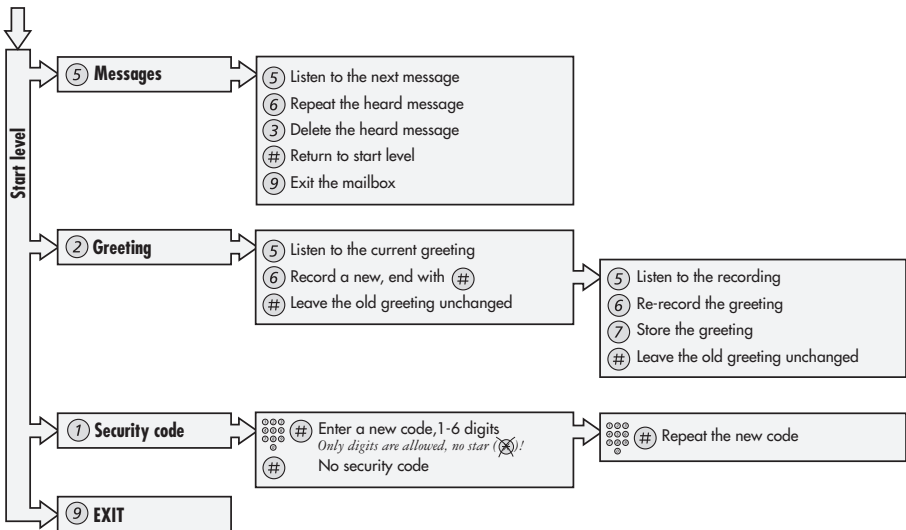 Start level
5 Messages
5 Listen to the next message
6 Repeat the heard message
3 Delete the heard message
# Return to start level
9 Exit the mailbox
2 Greeting
5 Listen to the current greeting
6 Record a new, end with #
# Leave the old greeting unchanged
5 Listen to the recording
6 Re-record the greeting
7 Store the greeting
# Leave the old greeting unchanged
1 Security code
# Enter a new code,1-6 digits
Only digits are allowed, no star (*)!
# No security code
# Repeat the new code
9 EXIT